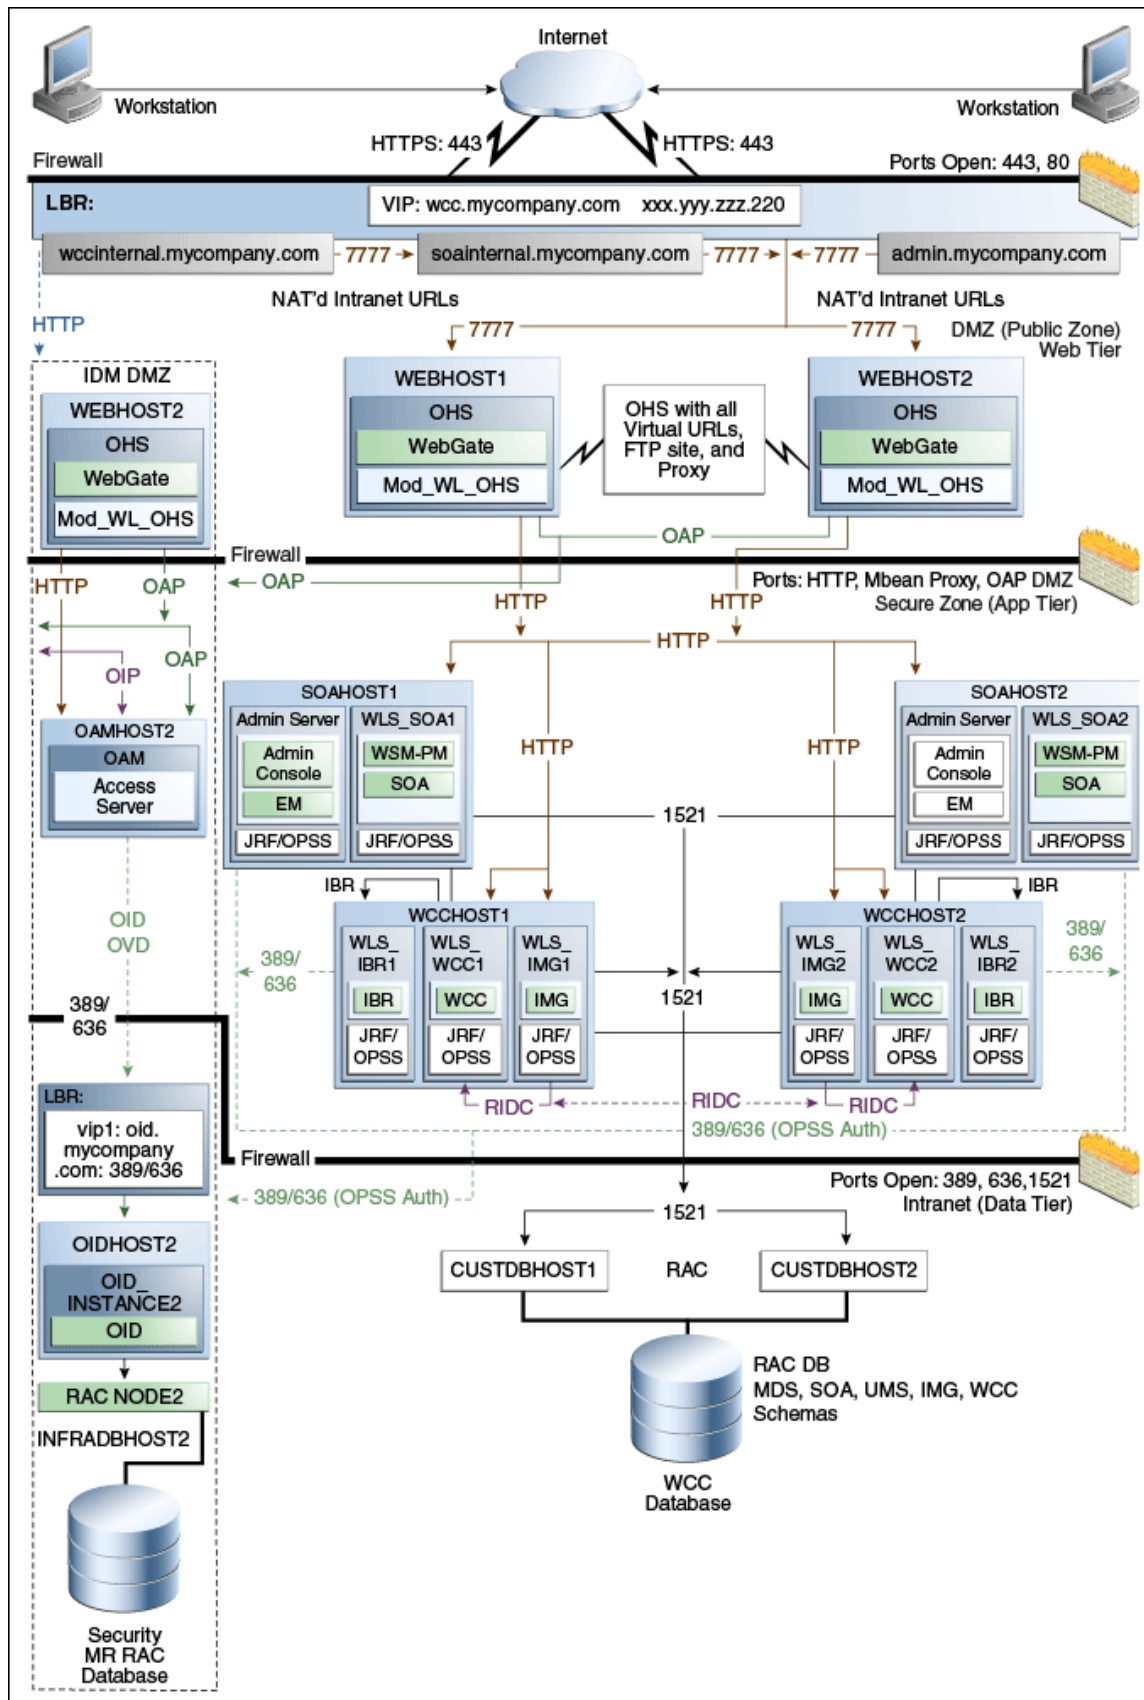 Internet
Workstation
Workstation
HTTPS: 443
HTTPS: 443
Firewall
Ports Open: 443, 80
LBR:
VIP: wcc.mycompany.com xxx.yyy.zzz.220
wccinternal.mycompany.com
7777
soainternal.mycompany.com
7777
7777
admin.mycompany.com
NAT'd Intranet URLs
NAT'd Intranet URLs
HTTP
7777
7777
DMZ (Public Zone)
Web Tier
IDM DMZ
WEBHOST2
OHS
WebGate
Mod_WL_OHS
WEBHOST1
OHS
WebGate
Mod_WL_OHS
OHS with all
Virtual URLs,
FTP site, and
Proxy
WEBHOST2
OHS
WebGate
Mod_WL_OHS
OAP
Firewall
HTTP
OAP
OAP
Ports: HTTP, Mbean Proxy, OAP DMZ
Secure Zone (App Tier)
HTTP
HTTP
HTTP
OAP
OIP
OAMHOST2
OAM
Access
Server
SOAHOST1
Admin Server
Admin
Console
EM
JRF/OPSS
WLS_SOA1
WSM-PM
SOA
JRF/OPSS
HTTP
HTTP
SOAHOST2
Admin Server
Admin
Console
EM
JRF/OPSS
WLS_SOA2
WSM-PM
SOA
JRF/OPSS
1521
IBR
IBR
OID
OVD
WCCHOST1
WLS_
IBR1
IBR
JRF/
OPSS
WLS_
WCC1
WCC
JRF/
OPSS
WLS_
IMG1
IMG
JRF/
OPSS
389/
636
1521
WCCHOST2
WLS_
IMG2
IMG
JRF/
OPSS
WLS_
WCC2
WCC
JRF/
OPSS
WLS_
IBR2
IBR
JRF/
OPSS
389/
636
389/
636
RIDC
RIDC
RIDC
389/636 (OPSS Auth)
LBR:
vip1: oid.
mycompany
.com: 389/636
Firewall
389/636 (OPSS Auth)
Ports Open: 389, 636,1521
Intranet (Data Tier)
1521
OIDHOST2
OID_
INSTANCE2
OID
CUSTDBHOST1
RAC
CUSTDBHOST2
RAC NODE2
INFRADBHOST2
RAC DB
MDS, SOA, UMS, IMG, WCC
Schemas
WCC
Database
Security
MR RAC
Database